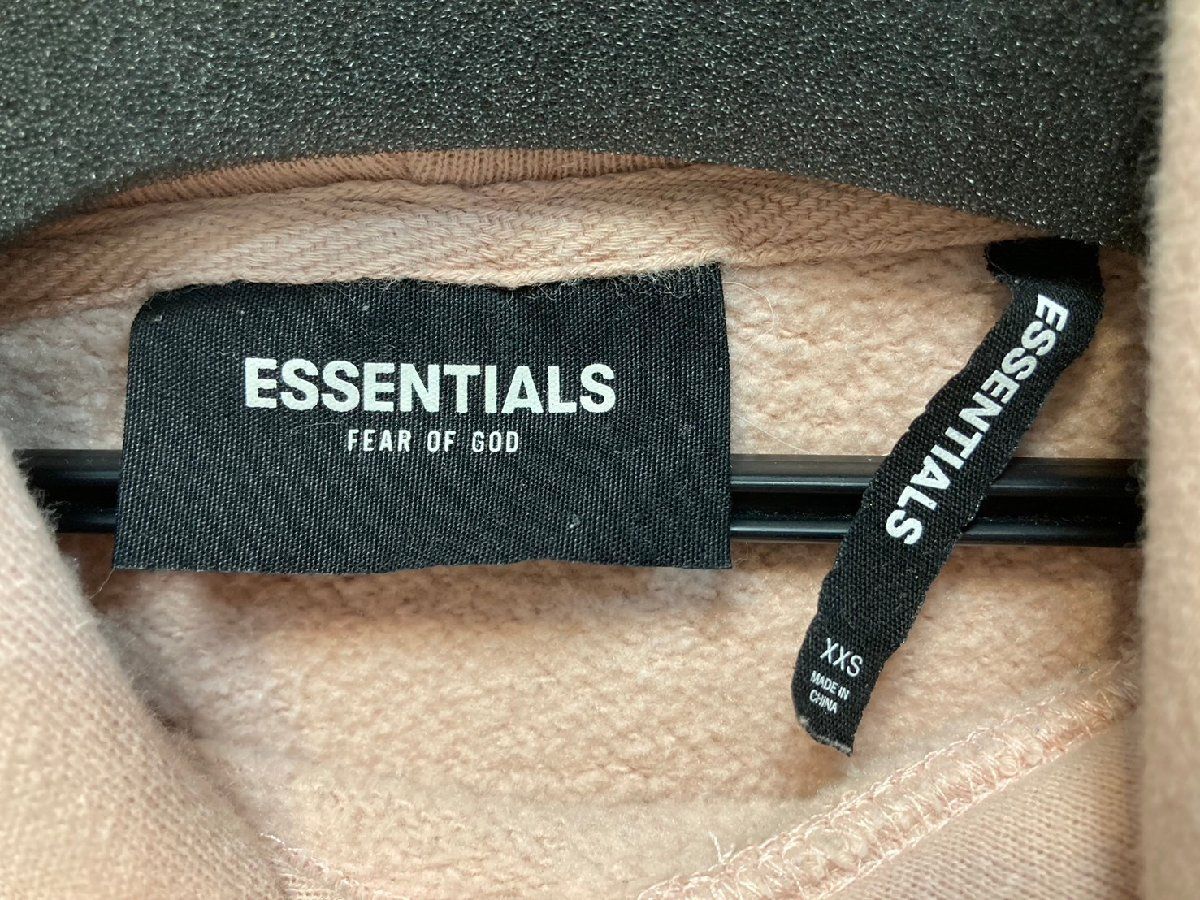 ESSENTIALS
FEAR OF GOD
ESSENTIALS
XXS
MADE IN
CHINA